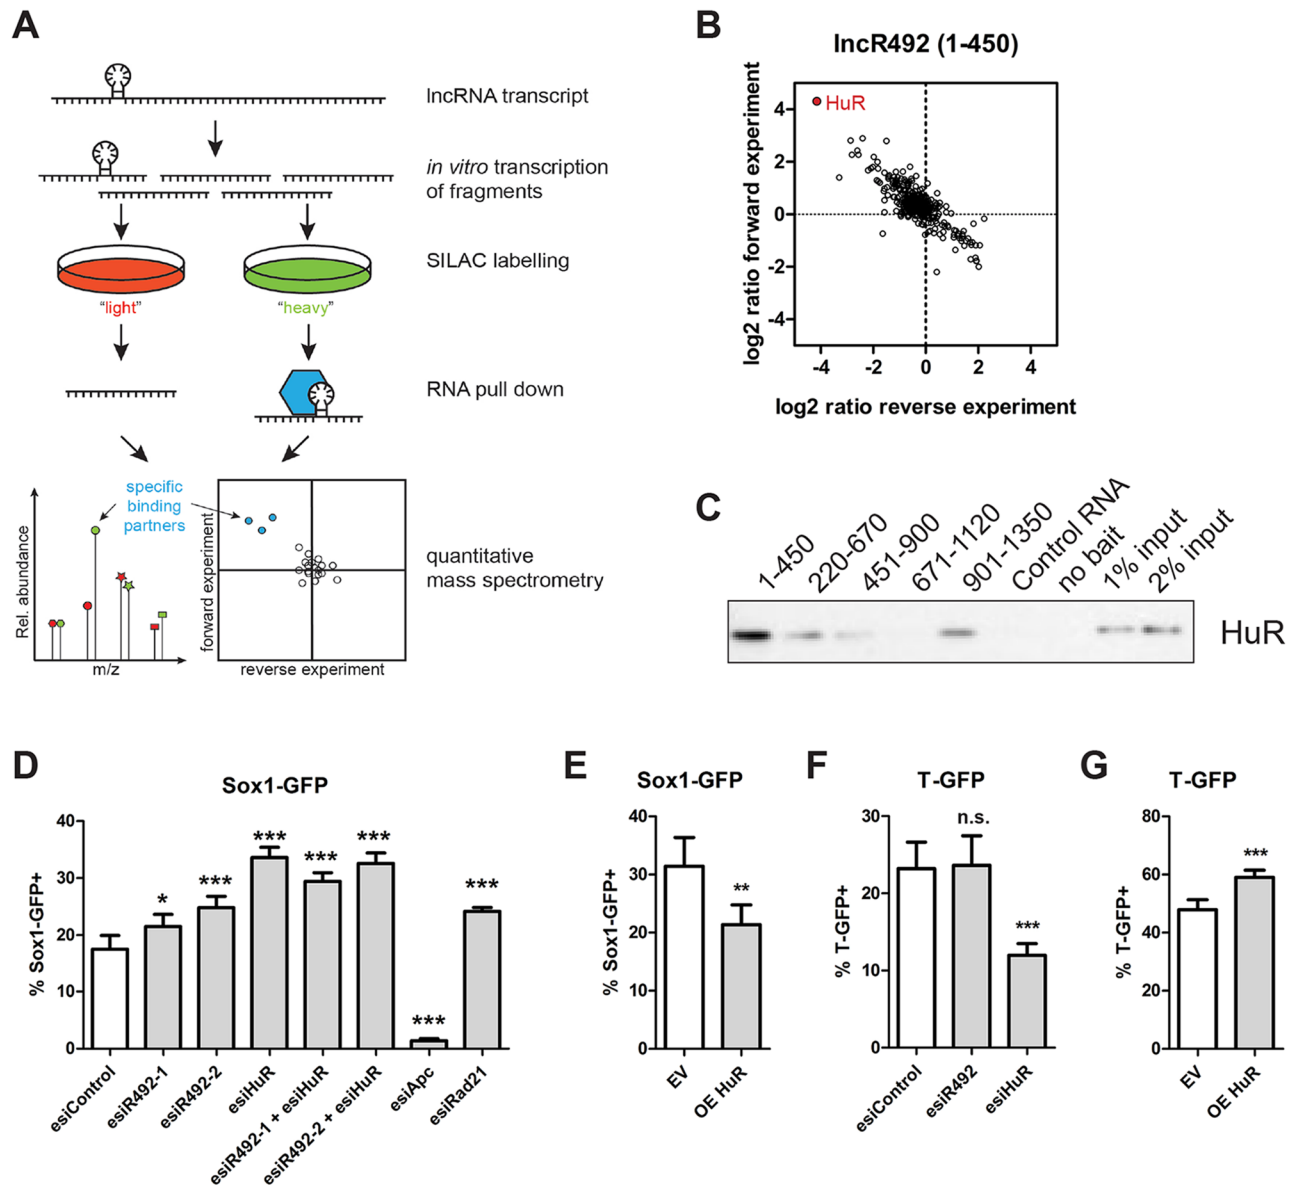 A
lncRNA transcript
in vitro transcription
of fragments
SILAC labelling
“light”
“heavy”
RNA pull down
specific
binding
partners
Rel. abundance
m/z
forward experiment
reverse experiment
quantitative
mass spectrometry
B
lncR492 (1-450)
HuR
log2 ratio forward experiment
4
2
0
-2
-4
-4
-2
0
2
4
log2 ratio reverse experiment
C
1-450
220-670
451-900
671-1120
901-1350
Control RNA
no bait
1% input
2% input
HuR
D
Sox1-GFP
% Sox1-GFP+
40
30
20
10
0
*
***
***
***
***
***
***
esiControl
esiR492-1
esiR492-2
esiHuR
esiR492-1 + esiHuR
esiR492-2 + esiHuR
esiApc
esiRad21
E
Sox1-GFP
% Sox1-GFP+
40
30
20
10
0
**
EV
OE HuR
F
T-GFP
% T-GFP+
30
20
10
0
n.s.
***
esiControl
esiR492
esiHuR
G
T-GFP
% T-GFP+
80
60
40
20
0
***
EV
OE HuR